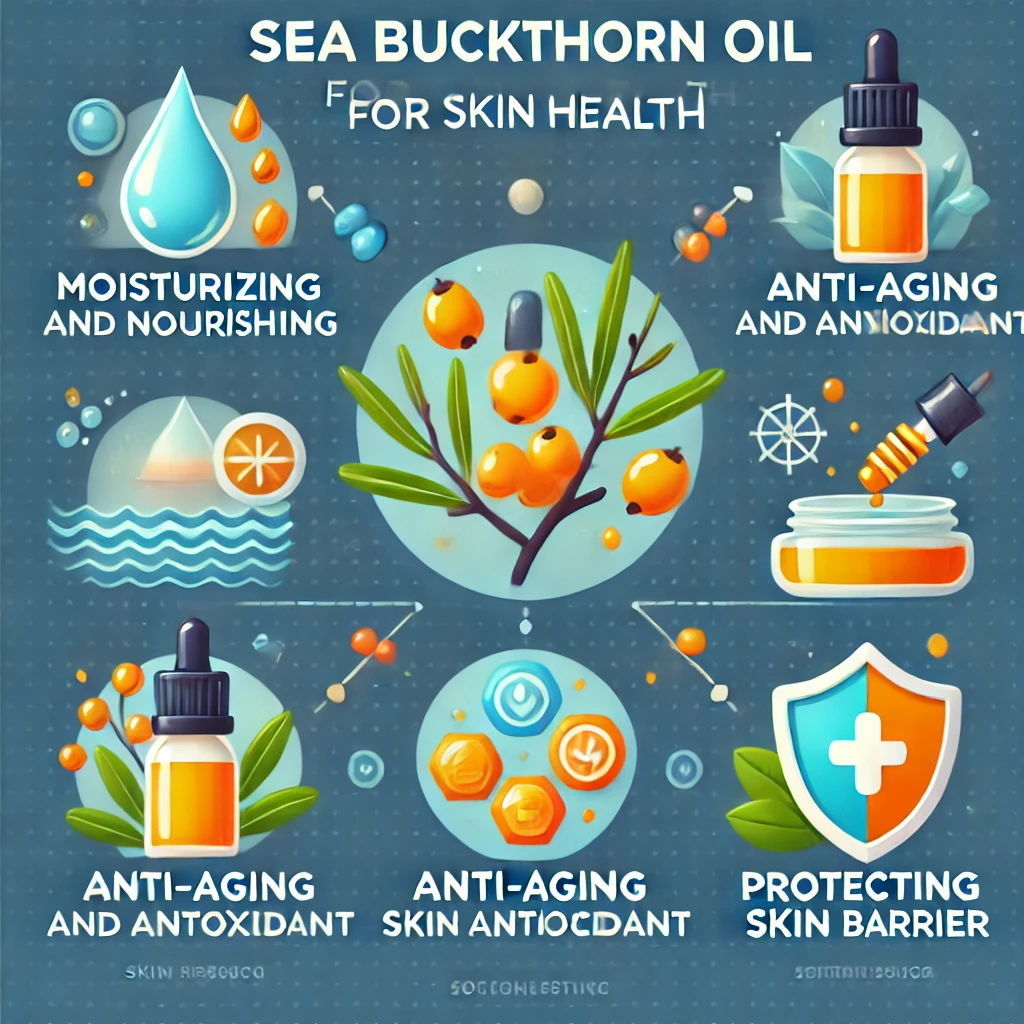 SEA BUCKTHORN OIL
FOR SKIN HEALTH
MOISTURIZING
AND NOURISHING
ANTI-AGING
AND
ANTI-AGING
AND ANTOXIDANT
ANTI-AGING
SKIN ANTIOCDANT
PROTECTING
SKIN BARRIER
SKIN